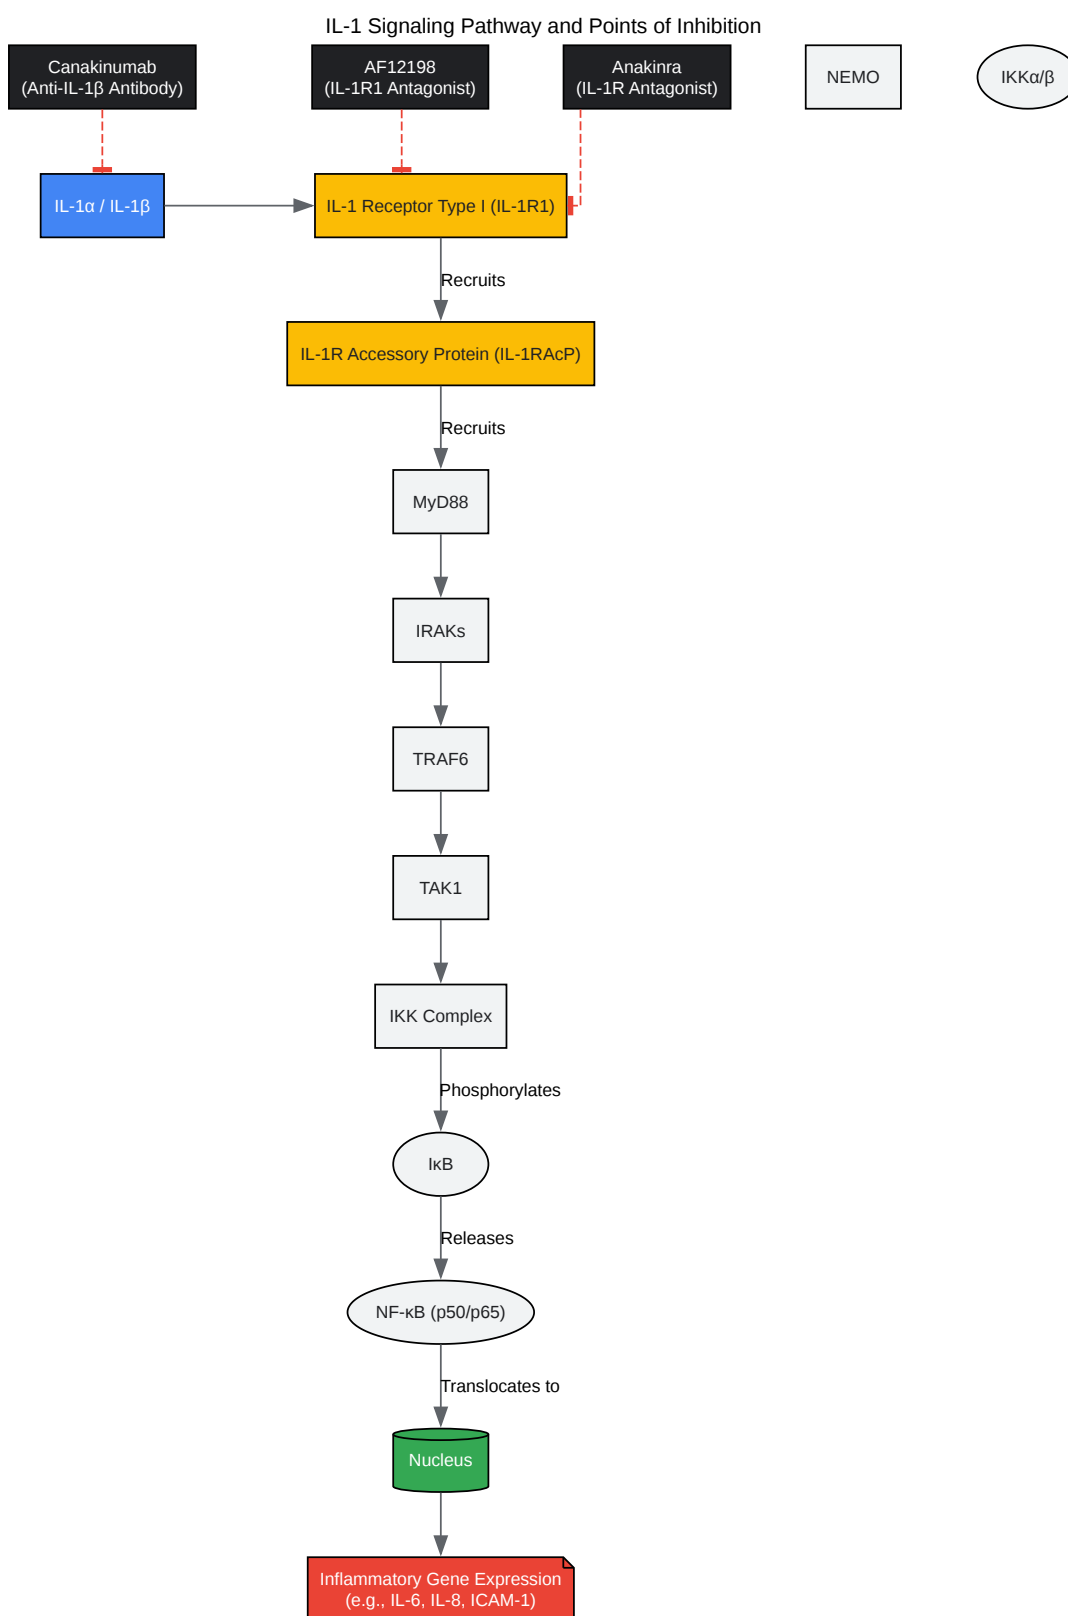 IL-1 Signaling Pathway and Points of Inhibition
Canakinumab
(Anti-IL-1β Antibody)
AF12198
(IL-1R1 Antagonist)
Anakinra
(IL-1R Antagonist)
NEMO
IKKα/β
IL-1α / IL-1β
IL-1 Receptor Type I (IL-1R1)
Recruits
IL-1R Accessory Protein (IL-1RAcP)
Recruits
MyD88
IRAKs
TRAF6
TAK1
IKK Complex
Phosphorylates
IκB
Releases
NF-κB (p50/p65)
Translocates to
Nucleus
Inflammatory Gene Expression
(e.g., IL-6, IL-8, ICAM-1)